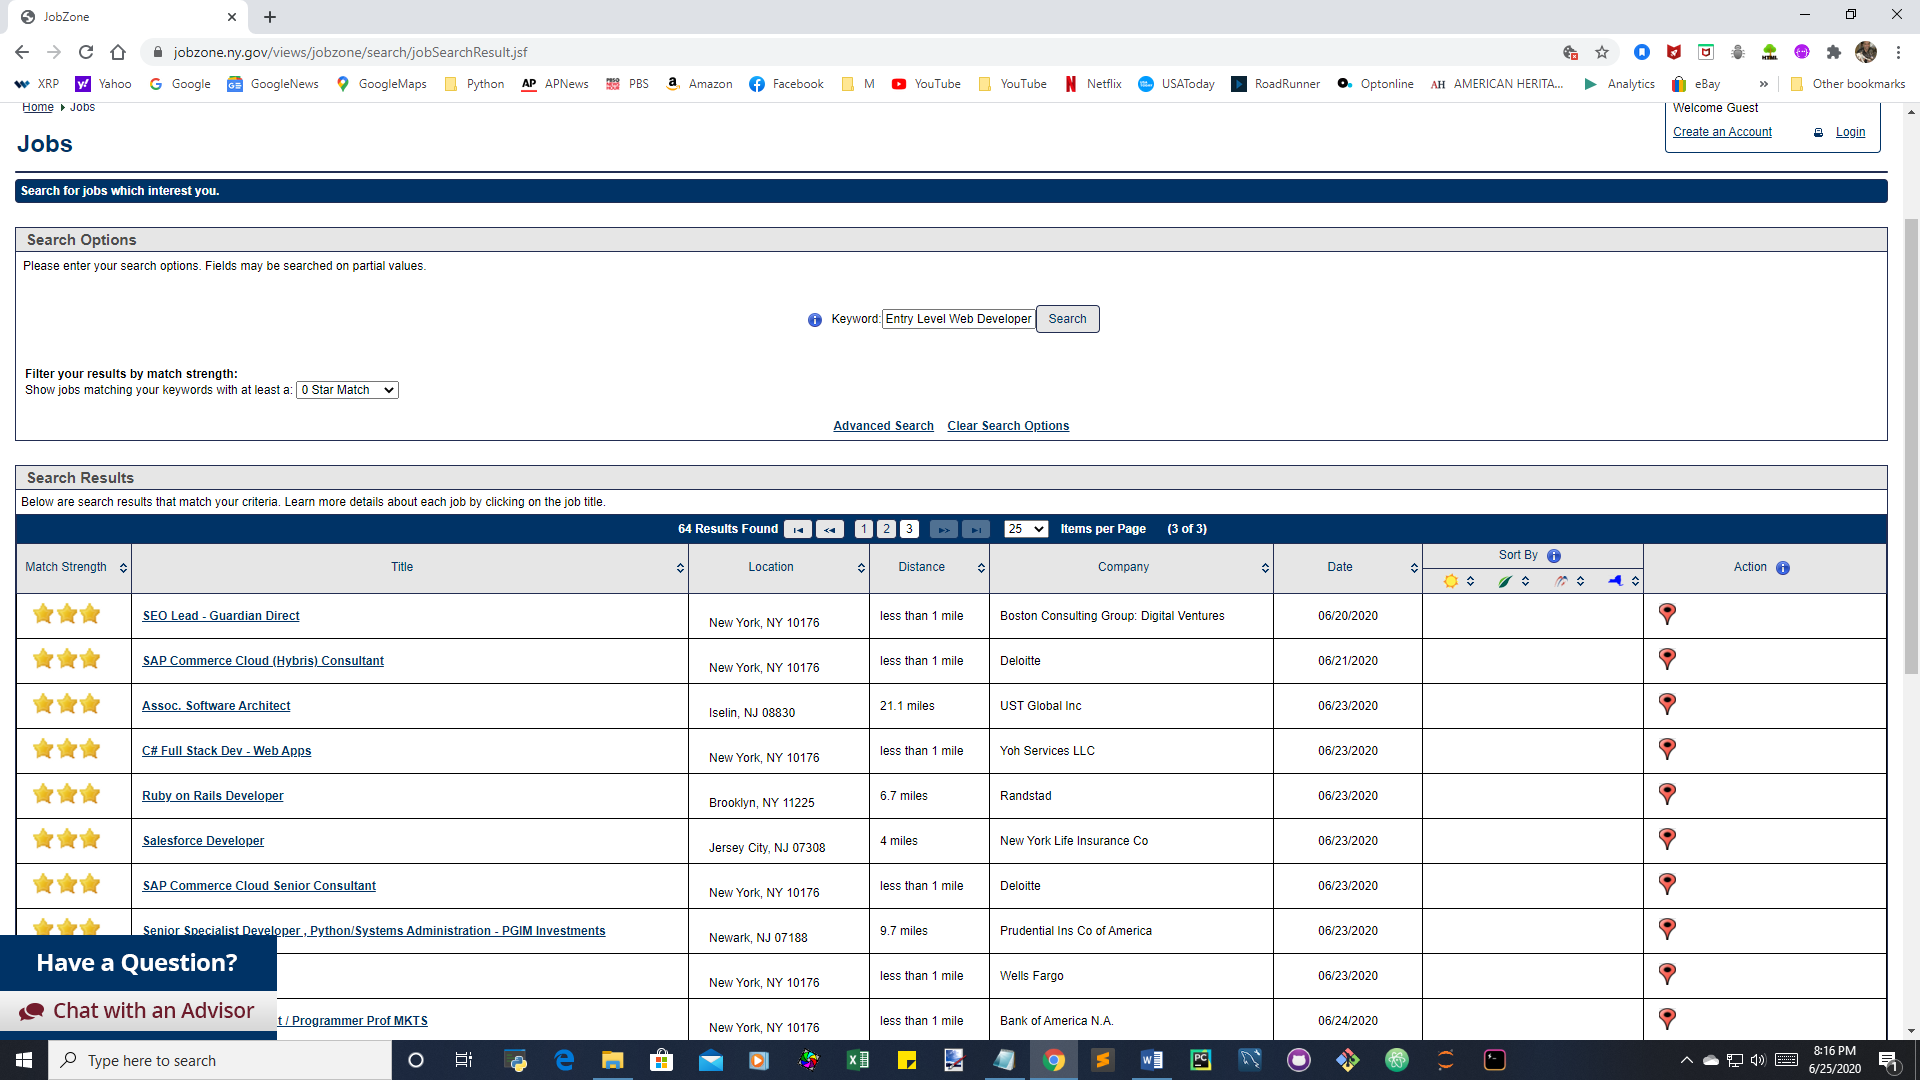 JobZone
jobzone.ny.gov/views/jobzone/search/jobSearchResult.jsf
XRP Yahoo Google GoogleNews GoogleMaps Python AP APNews PBS PBS Amazon Facebook M YouTube YouTube Netflix USAToday RoadRunner Optonline AH AMERICAN HERITA... Analytics eBay » Other bookmarks
Home Jobs
Welcome Guest
Create an Account Login
Jobs
Search for jobs which interest you.
Search Options
Please enter your search options. Fields may be searched on partial values.
Keyword: Entry Level Web Developer Search
Filter your results by match strength:
Show jobs matching your keywords with at least a: 0 Star Match
Advanced Search Clear Search Options
Search Results
Below are search results that match your criteria. Learn more details about each job by clicking on the job title.
64 Results Found 1 2 3 25 Items per Page (3 of 3)
Match Strength Title Location Distance Company Date Sort By Action
SEO Lead - Guardian Direct New York, NY 10176 less than 1 mile Boston Consulting Group: Digital Ventures 06/20/2020
SAP Commerce Cloud (Hybris) Consultant New York, NY 10176 less than 1 mile Deloitte 06/21/2020
Assoc. Software Architect Iselin, NJ 08830 21.1 miles UST Global Inc 06/23/2020
C# Full Stack Dev - Web Apps New York, NY 10176 less than 1 mile Yoh Services LLC 06/23/2020
Ruby on Rails Developer Brooklyn, NY 11225 6.7 miles Randstad 06/23/2020
Salesforce Developer Jersey City, NJ 07308 4 miles New York Life Insurance Co 06/23/2020
SAP Commerce Cloud Senior Consultant New York, NY 10176 less than 1 mile Deloitte 06/23/2020
Senior Specialist Developer , Python/Systems Administration - PGIM Investments Newark, NJ 07188 9.7 miles Prudential Ins Co of America 06/23/2020
New York, NY 10176 less than 1 mile Wells Fargo 06/23/2020
t / Programmer Prof MKTS New York, NY 10176 less than 1 mile Bank of America N.A. 06/24/2020
Have a Question?
Chat with an Advisor
Type here to search
8:16 PM
6/25/2020
1